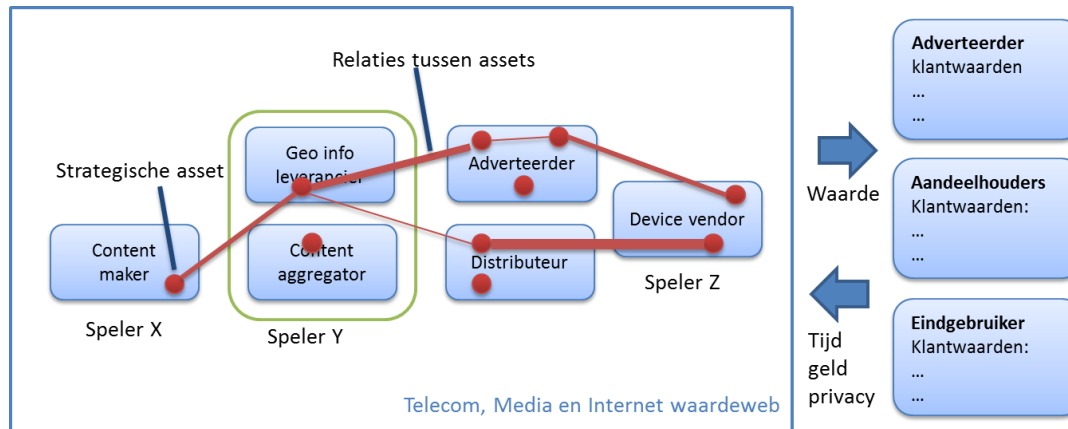 Relaties tussen assets
Strategische asset
Geo info
leverancier
Adverteerder
Content
maker
Content
aggregator
Distributeur
Device vendor
Speler X
Speler Y
Speler Z
Telecom, Media en Internet waardeweb
Waarde
Tijd
geld
privacy
Adverteerder
klantwaarden
...
...
Aandeelhouders
Klantwaarden:
...
...
Eindgebruiker
Klantwaarden:
...
...